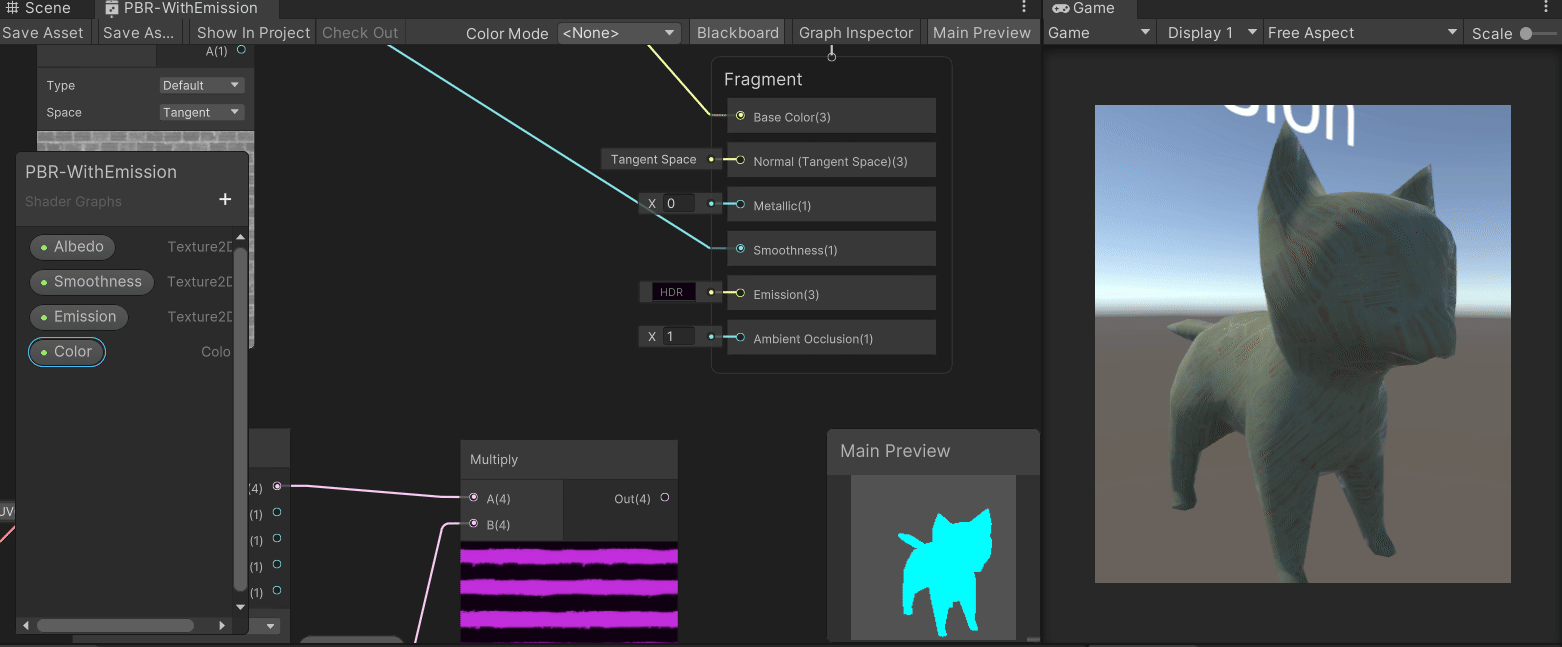 Scene
PBR-WithEmission
Game
Save Asset
Save As...
Show In Project
Check Out
Color Mode
<None>
Blackboard
Graph Inspector
Main Preview
Game
Display 1
Free Aspect
Scale
A(1)
Type
Default
Space
Tangent
PBR-WithEmission
Shader Graphs
+
Albedo
Texture2D
Smoothness
Texture2D
Emission
Texture2D
Color
Colo
Fragment
Base Color(3)
Tangent Space
Normal (Tangent Space)(3)
X 0
Metallic(1)
Smoothness(1)
HDR
Emission(3)
X 1
Ambient Occlusion(1)
(4)
(1)
(1)
(1)
(1)
UV
Multiply
A(4)
Out(4)
B(4)
Main Preview
sion